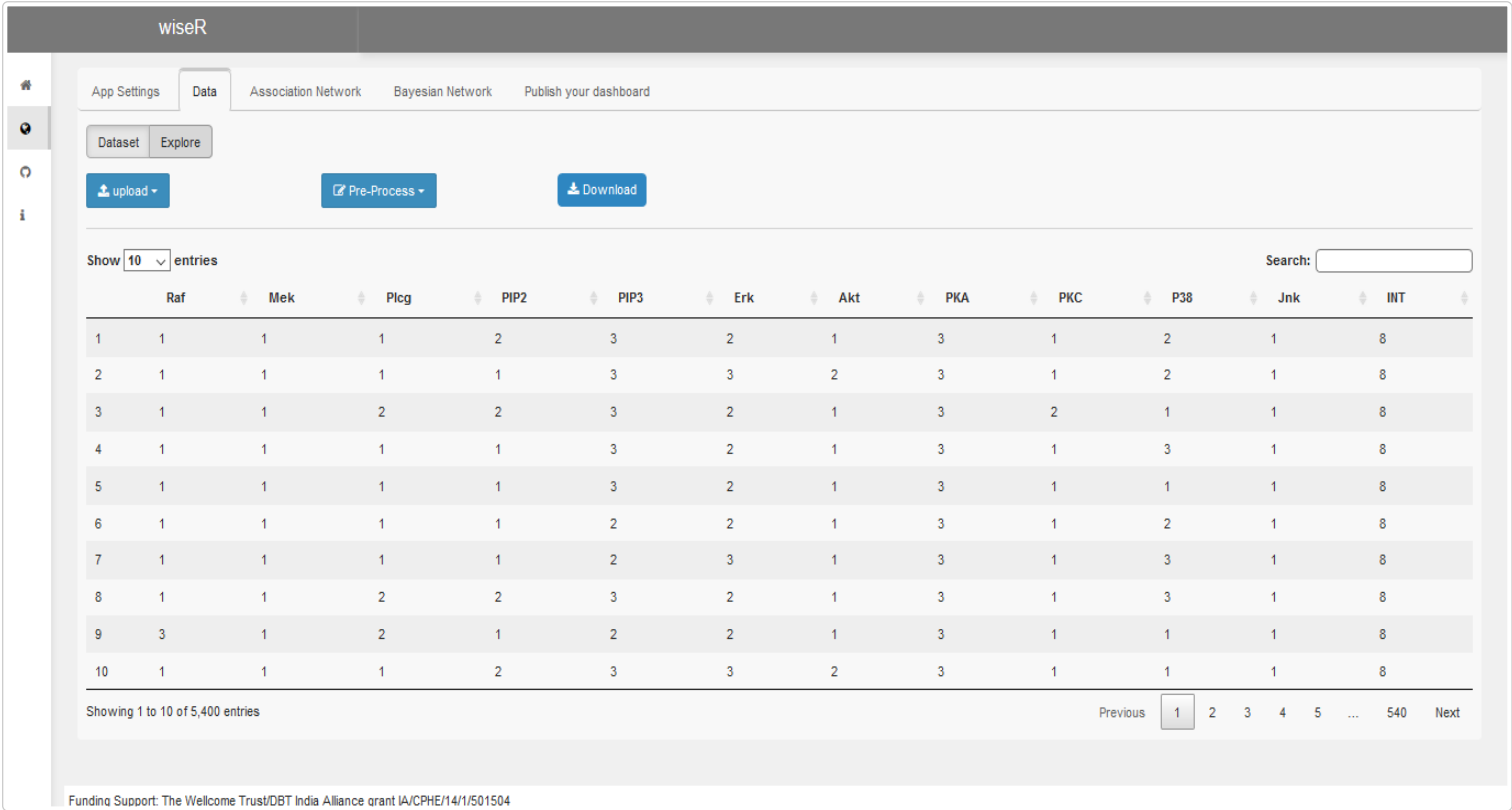 wiseR
App Settings Data Association Network Bayesian Network Publish your dashboard
Dataset Explore
upload Pre-Process Download
Show 10 entries Search:
Raf Mek Plcg PIP2 PIP3 Erk Akt PKA PKC P38 Jnk INT
1 1 1 1 2 3 2 1 3 1 2 1 8
2 1 1 1 1 3 3 2 3 1 2 1 8
3 1 1 2 2 3 2 1 3 2 1 1 8
4 1 1 1 1 3 2 1 3 1 3 1 8
5 1 1 1 1 3 2 1 3 1 1 1 8
6 1 1 1 1 2 2 1 3 1 2 1 8
7 1 1 1 1 2 3 1 3 1 3 1 8
8 1 1 2 2 3 2 1 3 1 3 1 8
9 3 1 2 1 2 2 1 3 1 1 1 8
10 1 1 1 2 3 3 2 3 1 1 1 8
Showing 1 to 10 of 5,400 entries Previous 1 2 3 4 5 ... 540 Next
Funding Support: The Wellcome Trust/DBT India Alliance grant IA/CPHE/14/1/501504